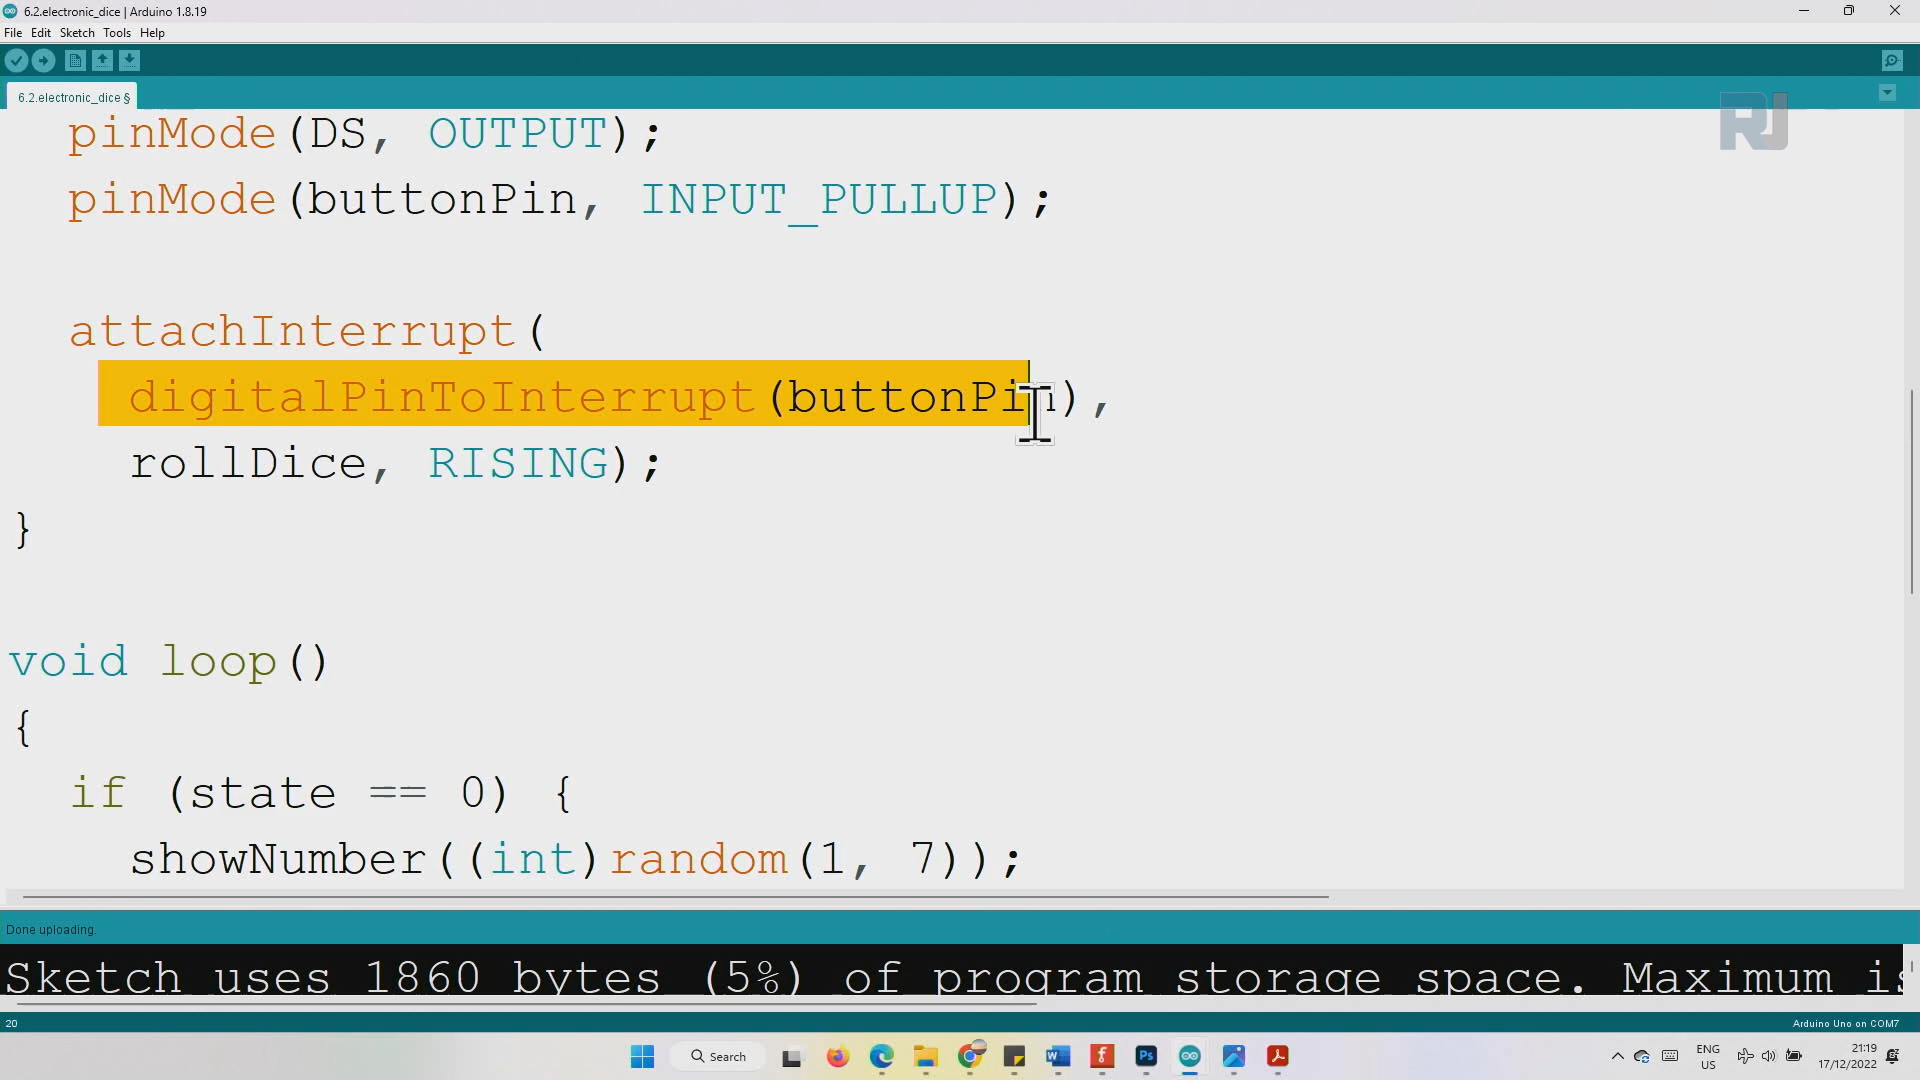 6.2.electronic_dice | Arduino 1.8.19
File Edit Sketch Tools Help
6.2.electronic_dice §
RJ
pinMode(DS, OUTPUT);
pinMode(buttonPin, INPUT_PULLUP);
attachInterrupt(
digitalPinToInterrupt(buttonPin),
rollDice, RISING);
}
void loop()
{
if (state == 0) {
showNumber((int)random(1, 7));
Done uploading.
Sketch uses 1860 bytes (5%) of program storage space. Maximum is
20
Arduino Uno on COM7
Search
ENG
US
21:19
17/12/2022